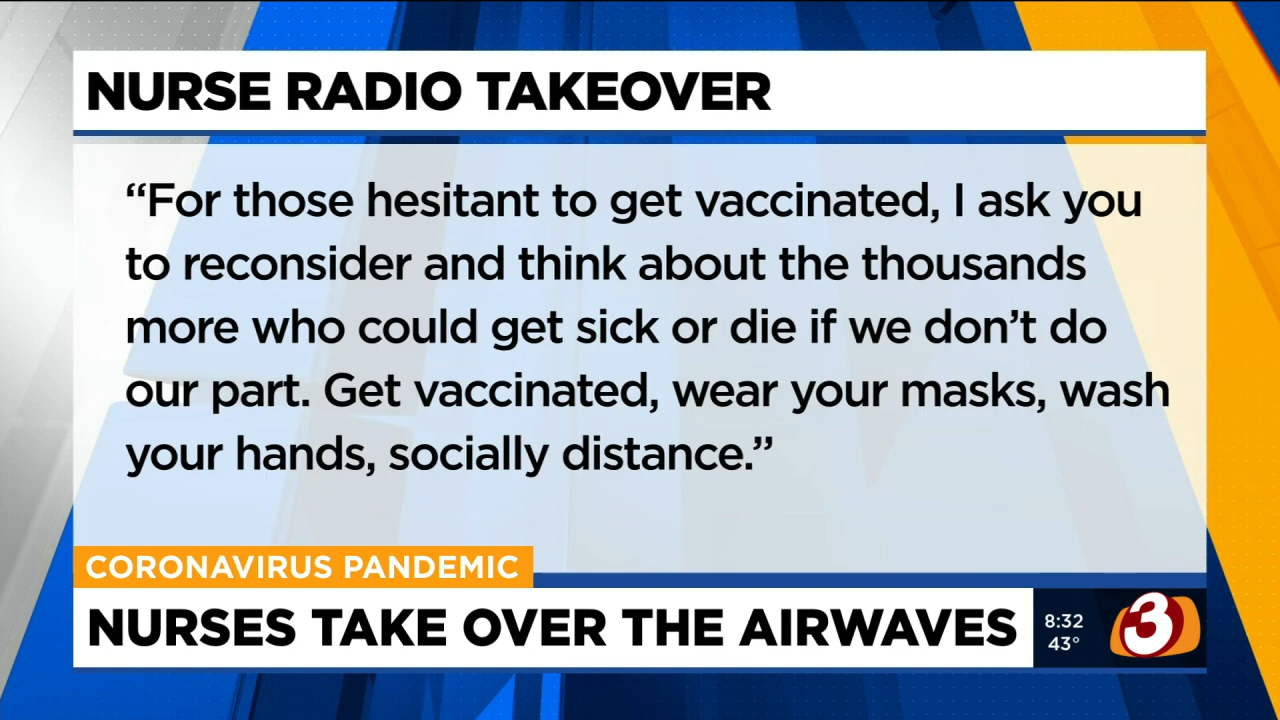 NURSE RADIO TAKEOVER
“For those hesitant to get vaccinated, I ask you
to reconsider and think about the thousands
more who could get sick or die if we don’t do
our part. Get vaccinated, wear your masks, wash
your hands, socially distance.”
CORONAVIRUS PANDEMIC
NURSES TAKE OVER THE AIRWAVES
8:32
43°
3